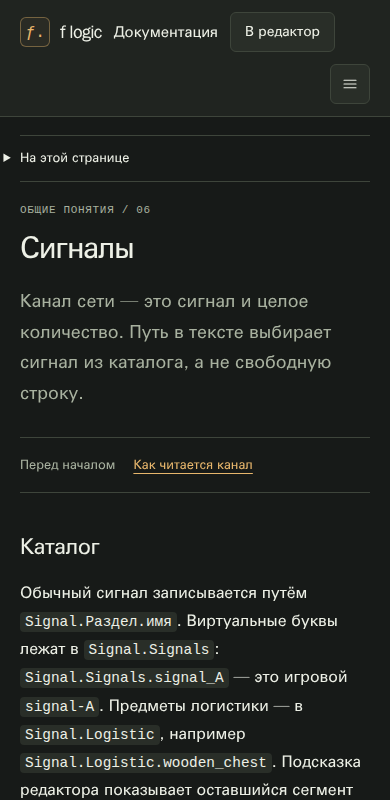 f. f logic Документация В редактор
На этой странице
ОБЩИЕ ПОНЯТИЯ / 06
Сигналы
Канал сети — это сигнал и целое
количество. Путь в тексте выбирает
сигнал из каталога, а не свободную
строку.
Перед началом Как читается канал
Каталог
Обычный сигнал записывается путём
Signal.Раздел.имя. Виртуальные буквы
лежат в Signal.Signals:
Signal.Signals.signal_A — это игровой
signal-A. Предметы логистики — в
Signal.Logistic, например
Signal.Logistic.wooden_chest. Подсказка
редактора показывает оставшийся сегмент